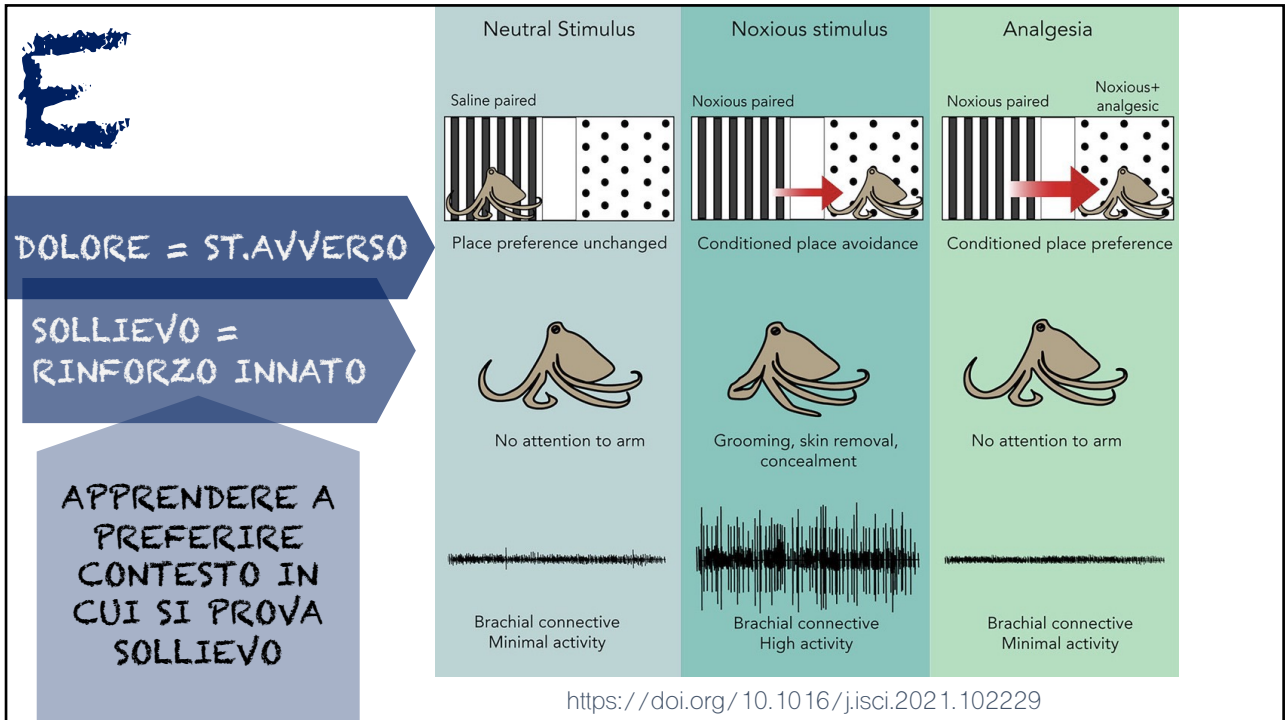 E
DOLORE = ST.AVVERSO
SOLLIEVO =
RINFORZO INNATO
APPRENDERE A
PREFERIRE
CONTESTO IN
CUI SI PROVA
SOLLIEVO
Neutral Stimulus
Saline paired
Place preference unchanged
No attention to arm
Brachial connective
Minimal activity
Noxious stimulus
Noxious paired
Conditioned place avoidance
Grooming, skin removal,
concealment
Brachial connective
High activity
Analgesia
Noxious paired
Noxious+
analgesic
Conditioned place preference
No attention to arm
Brachial connective
Minimal activity
https://doi.org/10.1016/j.isci.2021.102229